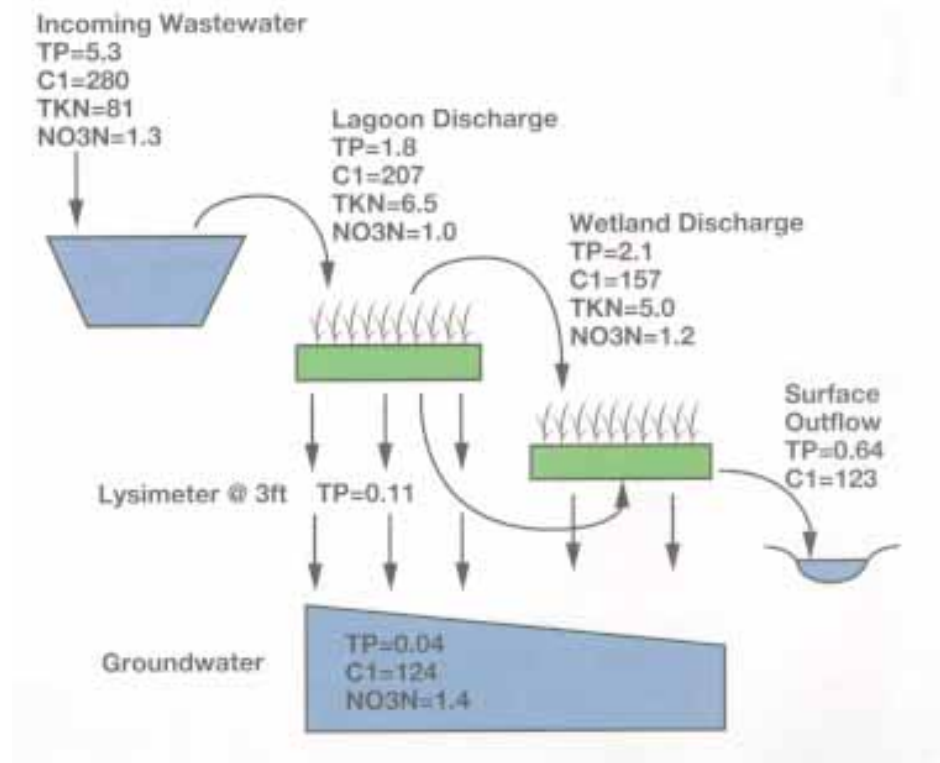 Incoming Wastewater
TP=5.3
C1=280
TKN=81
NO3N=1.3
Lagoon Discharge
TP=1.8
C1=207
TKN=6.5
NO3N=1.0
Wetland Discharge
TP=2.1
C1=157
TKN=5.0
NO3N=1.2
Surface
Outflow
TP=0.64
C1=123
Lysimeter @ 3ft TP=0.11
Groundwater
TP=0.04
C1=124
NO3N=1.4